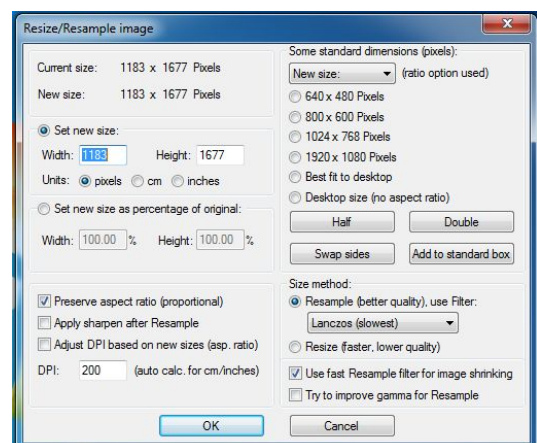 Resize/Resample image
Current size: 1183 x 1677 Pixels
New size: 1183 x 1677 Pixels
Set new size:
Width: 1183 Height: 1677
Units: pixels cm inches
Set new size as percentage of original:
Width: 100.00 % Height: 100.00 %
Preserve aspect ratio (proportional)
Apply sharpen after Resample
Adjust DPI based on new sizes (asp. ratio)
DPI: 200 (auto calc. for cm/inches)
Some standard dimensions (pixels):
New size: (ratio option used)
640 x 480 Pixels
800 x 600 Pixels
1024 x 768 Pixels
1920 x 1080 Pixels
Best fit to desktop
Desktop size (no aspect ratio)
Half Double
Swap sides Add to standard box
Size method:
Resample (better quality), use Filter:
Lanczos (slowest)
Resize (faster, lower quality)
Use fast Resample filter for image shrinking
Try to improve gamma for Resample
OK Cancel